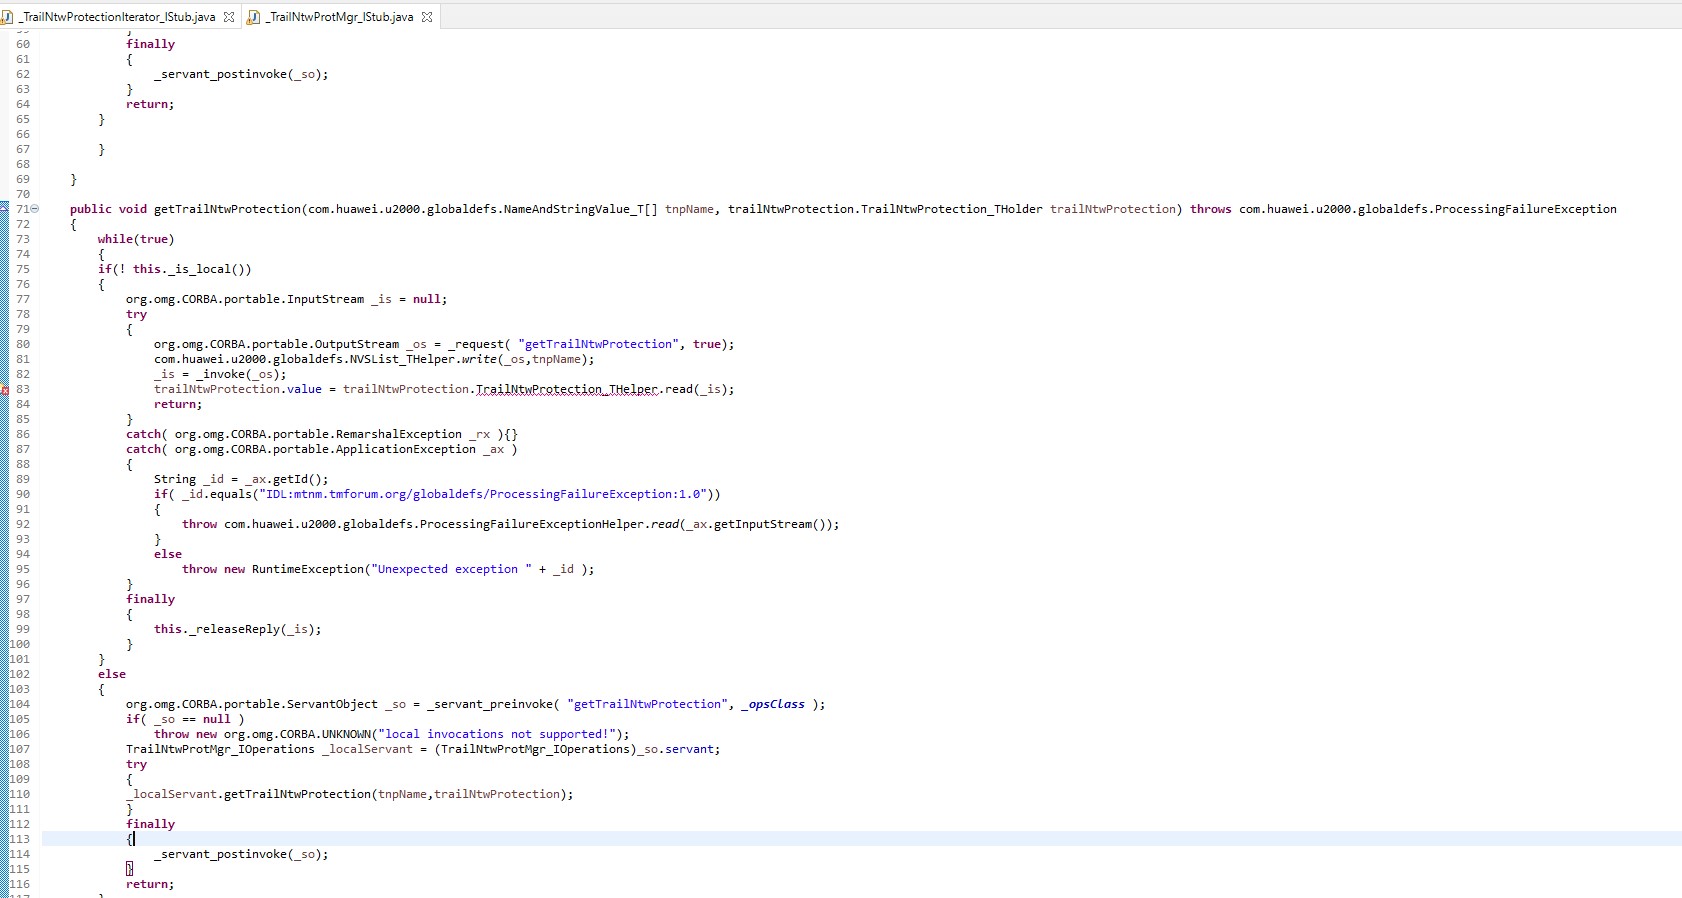 _TrailNtwProtectionIterator_IStub.java
_TrailNtwProtMgr_IStub.java
60 finally
61 {
62 _servant_postinvoke(_so);
63 }
64 return;
65 }
66
67 }
68
69 }
70
71 public void getTrailNtwProtection(com.huawei.u2000.globaldefs.NameAndStringValue_T[] tnpName, trailNtwProtection.TrailNtwProtection_THolder trailNtwProtection) throws com.huawei.u2000.globaldefs.ProcessingFailureException
72 {
73 while(true)
74 {
75 if(! this._is_local())
76 {
77 org.omg.CORBA.portable.InputStream _is = null;
78 try
79 {
80 org.omg.CORBA.portable.OutputStream _os = _request( "getTrailNtwProtection", true);
81 com.huawei.u2000.globaldefs.NVSList_THelper.write(_os,tnpName);
82 _is = _invoke(_os);
83 trailNtwProtection.value = trailNtwProtection.TrailNtwProtection_THelper.read(_is);
84 return;
85 }
86 catch( org.omg.CORBA.portable.RemarshalException _rx ){}
87 catch( org.omg.CORBA.portable.ApplicationException _ax )
88 {
89 String _id = _ax.getId();
90 if( _id.equals("IDL:mtnm.tmforum.org/globaldefs/ProcessingFailureException:1.0"))
91 {
92 throw com.huawei.u2000.globaldefs.ProcessingFailureExceptionHelper.read(_ax.getInputStream());
93 }
94 else
95 throw new RuntimeException("Unexpected exception " + _id );
96 }
97 finally
98 {
99 this._releaseReply(_is);
100 }
101 }
102 else
103 {
104 org.omg.CORBA.portable.ServantObject _so = _servant_preinvoke( "getTrailNtwProtection", _opsClass );
105 if( _so == null )
106 throw new org.omg.CORBA.UNKNOWN("local invocations not supported!");
107 TrailNtwProtMgr_IOperations _localServant = (TrailNtwProtMgr_IOperations)_so.servant;
108 try
109 {
110 _localServant.getTrailNtwProtection(tnpName,trailNtwProtection);
111 }
112 finally
113 {
114 _servant_postinvoke(_so);
115 }
116 return;